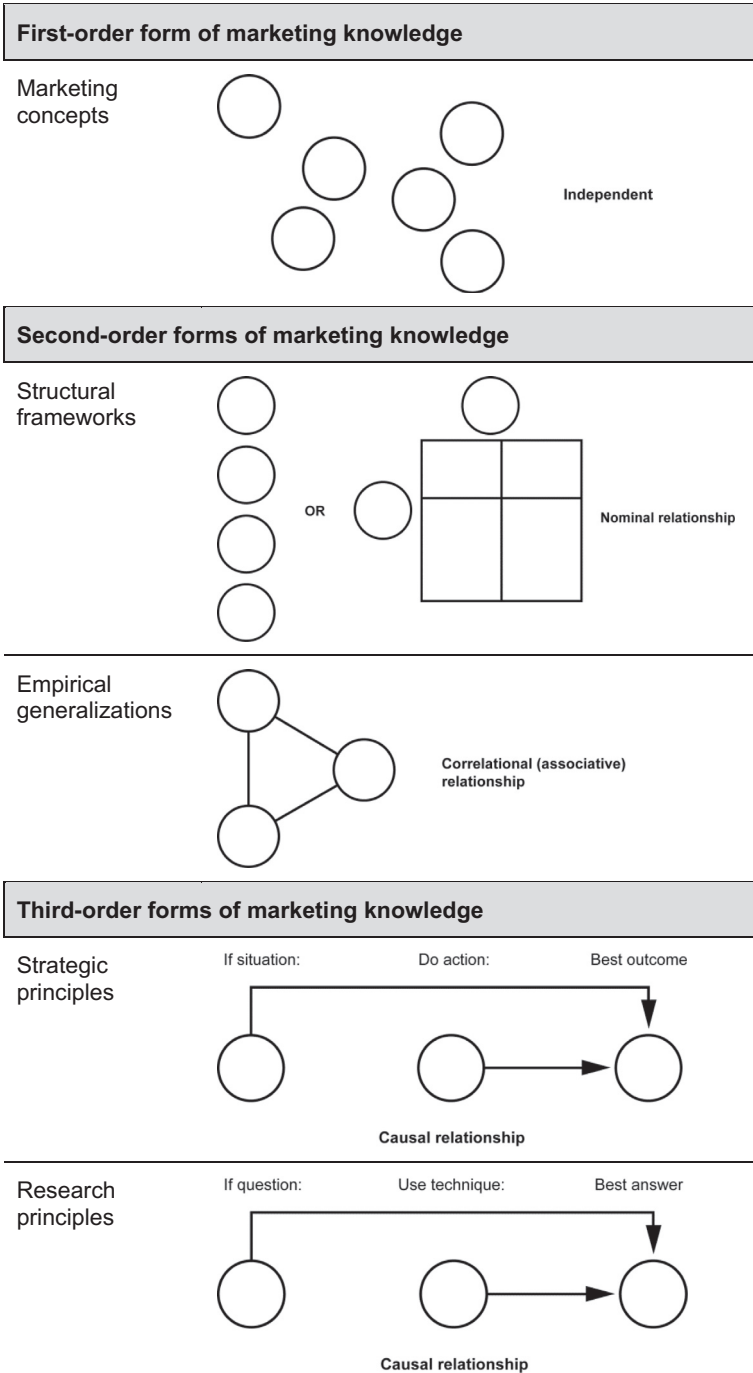 First-order form of marketing knowledge
Marketing
concepts
Independent
Second-order forms of marketing knowledge
Structural
frameworks
OR
Nominal relationship
Empirical
generalizations
Correlational (associative)
relationship
Third-order forms of marketing knowledge
Strategic
principles
If situation:
Do action:
Best outcome
Causal relationship
Research
principles
If question:
Use technique:
Best answer
Causal relationship